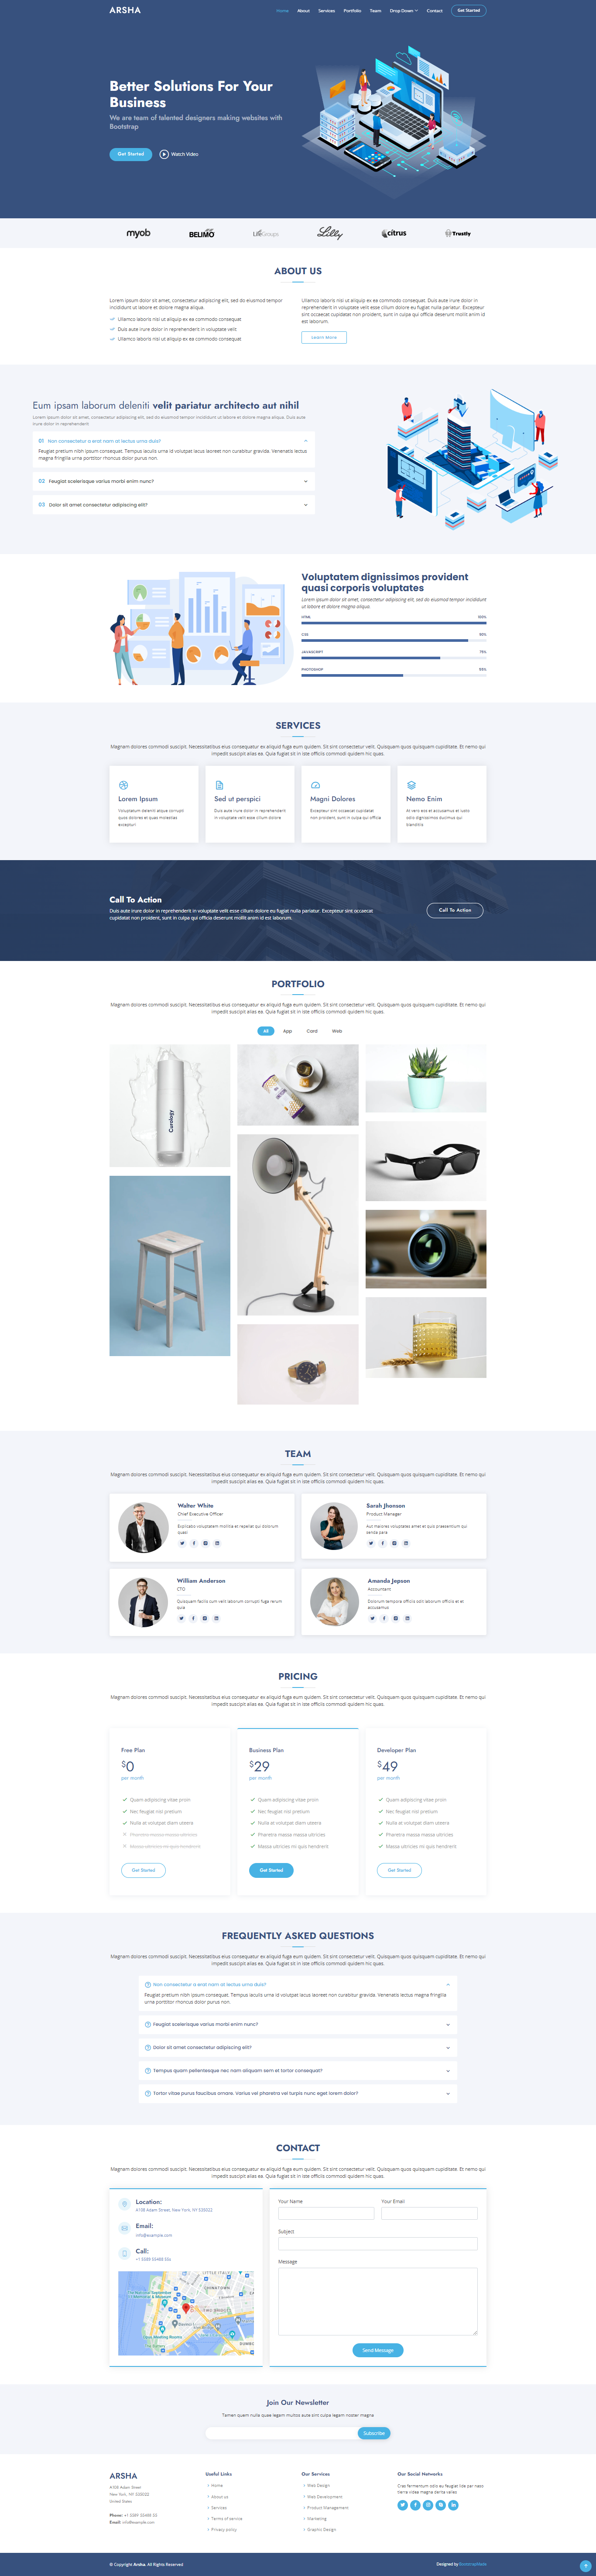 ARSHA
Home About Services Portfolio Team Drop Down Contact Get Started
Better Solutions For Your
Business
We are team of talented designers making websites with
Bootstrap
Get Started Watch Video
myob BELIMO LifeGroups Lilly citrus Trustly
ABOUT US
Lorem ipsum dolor sit amet, consectetur adipiscing elit, sed do eiusmod tempor
incididunt ut labore et dolore magna aliqua.
Ullamco laboris nisi ut aliquip ex ea commodo consequat
Duis aute irure dolor in reprehenderit in voluptate velit
Ullamco laboris nisi ut aliquip ex ea commodo consequat
Ullamco laboris nisi ut aliquip ex ea commodo consequat. Duis aute irure dolor in
reprehenderit in voluptate velit esse cillum dolore eu fugiat nulla pariatur. Excepteur
sint occaecat cupidatat non proident, sunt in culpa qui officia deserunt mollit anim id
est laborum.
Learn More
Eum ipsam laborum deleniti velit pariatur architecto aut nihil
Lorem ipsum dolor sit amet, consectetur adipiscing elit, sed do eiusmod tempor incididunt ut labore et dolore magna aliqua. Duis aute irure dolor in
reprehenderit
01 Non consectetur a erat nam at lectus urna duis?
Feugiat pretium nibh ipsum consequat. Tempus iaculis urna id volutpat lacus laoreet non curabitur gravida. Venenatis lectus
magna fringilla urna porttitor rhoncus dolor purus non.
02 Feugiat scelerisque varius morbi enim nunc?
03 Dolor sit amet consectetur adipiscing elit?
Voluptatem dignissimos provident
quasi corporis voluptates
Lorem ipsum dolor sit amet, consectetur adipiscing elit, sed do eiusmod tempor incididunt
ut labore et dolore magna aliqua.
HTML 100%
CSS 90%
JAVASCRIPT 75%
PHOTOSHOP 55%
SERVICES
Magnam dolores commodi suscipit. Necessitatibus eius consequatur ex aliquid fuga eum quidem. Sit sint consectetur velit. Quisquam quos quisquam cupiditate. Et nemo qui
impedit suscipit alias ea. Quia fugiat sit in iste officiis commodi quidem hic quas.
Lorem Ipsum
Voluptatum deleniti atque corrupti
quos dolores et quas molestias
excepturi
Sed ut perspici
Duis aute irure dolor in reprehenderit
in voluptate velit esse cillum dolore
Magni Dolores
Excepteur sint occaecat cupidatat
non proident, sunt in culpa qui officia
Nemo Enim
At vero eos et accusamus et iusto
odio dignissimos ducimus qui
blanditiis
Call To Action
Duis aute irure dolor in reprehenderit in voluptate velit esse cillum dolore eu fugiat nulla pariatur. Excepteur sint occaecat
cupidatat non proident, sunt in culpa qui officia deserunt mollit anim id est laborum.
Call To Action
PORTFOLIO
Magnam dolores commodi suscipit. Necessitatibus eius consequatur ex aliquid fuga eum quidem. Sit sint consectetur velit. Quisquam quos quisquam cupiditate. Et nemo qui
impedit suscipit alias ea. Quia fugiat sit in iste officiis commodi quidem hic quas.
All App Card Web
Curology
TEAM
Magnam dolores commodi suscipit. Necessitatibus eius consequatur ex aliquid fuga eum quidem. Sit sint consectetur velit. Quisquam quos quisquam cupiditate. Et nemo qui
impedit suscipit alias ea. Quia fugiat sit in iste officiis commodi quidem hic quas.
Walter White
Chief Executive Officer
Explicabo voluptatem mollitia et repellat qui dolorum
quasi
Sarah Jhonson
Product Manager
Aut maiores voluptates amet et quis praesentium qui
senda para
William Anderson
CTO
Quisquam facilis cum velit laborum corrupti fuga rerum
quia
Amanda Jepson
Accountant
Dolorum tempora officiis odit laborum officiis et et
accusamus
PRICING
Magnam dolores commodi suscipit. Necessitatibus eius consequatur ex aliquid fuga eum quidem. Sit sint consectetur velit. Quisquam quos quisquam cupiditate. Et nemo qui
impedit suscipit alias ea. Quia fugiat sit in iste officiis commodi quidem hic quas.
Free Plan
$0
per month
Quam adipiscing vitae proin
Nec feugiat nisl pretium
Nulla at volutpat diam uteera
Pharetra massa massa ultricies
Massa ultricies mi quis hendrerit
Get Started
Business Plan
$29
per month
Quam adipiscing vitae proin
Nec feugiat nisl pretium
Nulla at volutpat diam uteera
Pharetra massa massa ultricies
Massa ultricies mi quis hendrerit
Get Started
Developer Plan
$49
per month
Quam adipiscing vitae proin
Nec feugiat nisl pretium
Nulla at volutpat diam uteera
Pharetra massa massa ultricies
Massa ultricies mi quis hendrerit
Get Started
FREQUENTLY ASKED QUESTIONS
Magnam dolores commodi suscipit. Necessitatibus eius consequatur ex aliquid fuga eum quidem. Sit sint consectetur velit. Quisquam quos quisquam cupiditate. Et nemo qui
impedit suscipit alias ea. Quia fugiat sit in iste officiis commodi quidem hic quas.
Non consectetur a erat nam at lectus urna duis?
Feugiat pretium nibh ipsum consequat. Tempus iaculis urna id volutpat lacus laoreet non curabitur gravida. Venenatis lectus magna fringilla
urna porttitor rhoncus dolor purus non.
Feugiat scelerisque varius morbi enim nunc?
Dolor sit amet consectetur adipiscing elit?
Tempus quam pellentesque nec nam aliquam sem et tortor consequat?
Tortor vitae purus faucibus ornare. Varius vel pharetra vel turpis nunc eget lorem dolor?
CONTACT
Magnam dolores commodi suscipit. Necessitatibus eius consequatur ex aliquid fuga eum quidem. Sit sint consectetur velit. Quisquam quos quisquam cupiditate. Et nemo qui
impedit suscipit alias ea. Quia fugiat sit in iste officiis commodi quidem hic quas.
Location:
A108 Adam Street, New York, NY 535022
Email:
info@example.com
Call:
+1 5589 55488 55s
LITTLE ITALY
CHINATOWN
DUMBO
Your Name Your Email
Subject
Message
Send Message
Join Our Newsletter
Tamen quem nulla quae legam multos aute sint culpa legam noster magna
Subscribe
ARSHA
A108 Adam Street
New York, NY 535022
United States
Phone: +1 5589 55488 55
Email: info@example.com
Useful Links
Home
About us
Services
Terms of service
Privacy policy
Our Services
Web Design
Web Development
Product Management
Marketing
Graphic Design
Our Social Networks
Cras fermentum odio eu feugiat lide par naso
tierra videa magna derita valies
© Copyright Arsha. All Rights Reserved
Designed by BootstrapMade